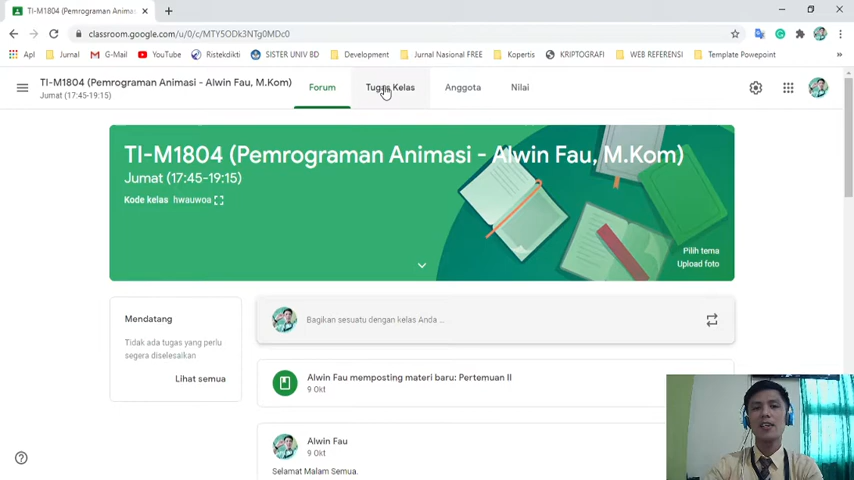 TI-M1804 (Pemrograman Animas
classroom.google.com/u/0/c/MTY5ODk3NTg0MDc0
Apl
Jurnal
G-Mail
YouTube
Ristekdikti
SISTER UNIV BD
Development
Jurnal Nasional FREE
Kopertis
KRIPTOGRAFI
WEB REFERENSI
Template Powepoint
TI-M1804 (Pemrograman Animasi - Alwin Fau, M.Kom)
Jumat (17:45-19:15)
Forum
Tugas Kelas
Anggota
Nilai
TI-M1804 (Pemrograman Animasi - Alwin Fau, M.Kom)
Jumat (17:45-19:15)
Kode kelas hwauwoa
Pilih tema
Upload foto
Mendatang
Tidak ada tugas yang perlu
segera diselesaikan
Lihat semua
Bagikan sesuatu dengan kelas Anda ...
Alwin Fau memposting materi baru: Pertemuan II
9 Okt
Alwin Fau
9 Okt
Selamat Malam Semua.